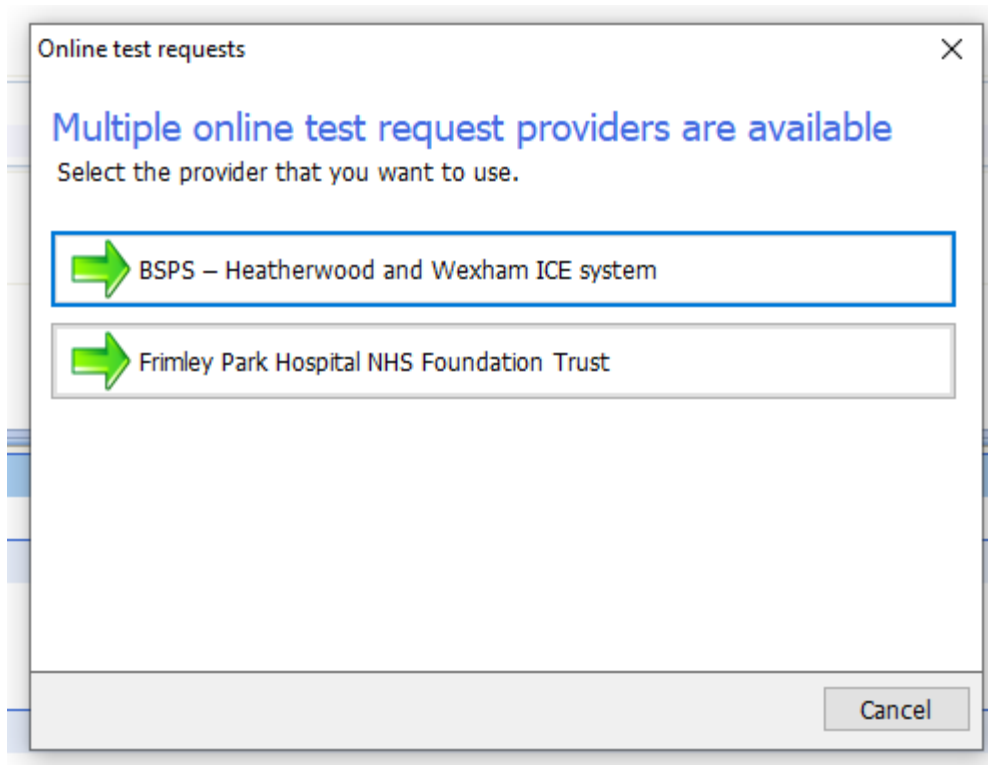 Online test requests
Multiple online test request providers are available
Select the provider that you want to use.
BSPS – Heatherwood and Wexham ICE system
Frimley Park Hospital NHS Foundation Trust
Cancel